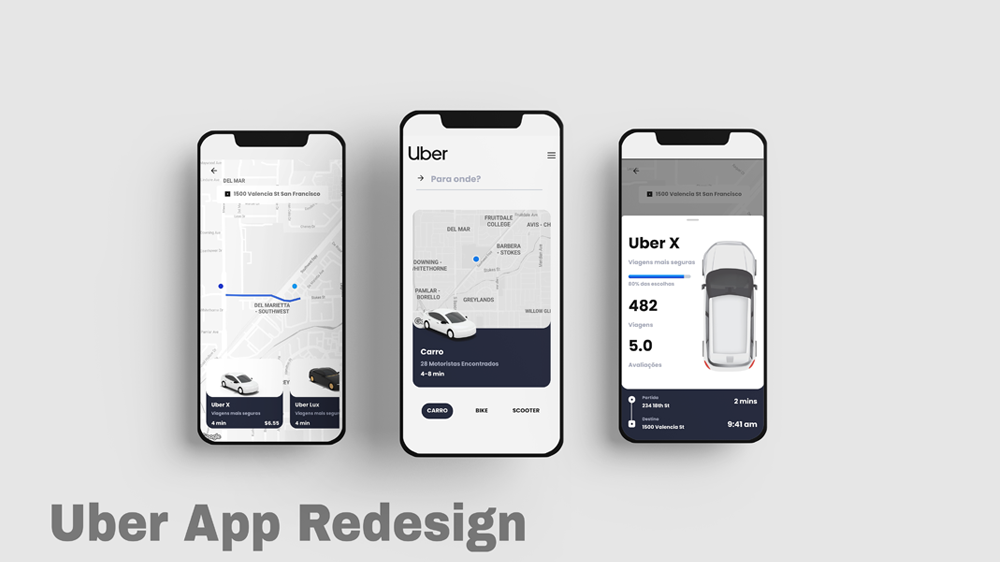 DEL MAR
1500 Valencia St San Francisco
DEL MARIETTA
- SOUTHWEST
Uber X
Viagens mais seguras
4 min
$6.55
Uber Lux
4 min
Google
Uber
Para onde?
FRUITDALE
COLLEGE
DEL MAR
AVIS - CH
BARBERA
- STOKES
DOWNING -
WHITETHORNE
PAMLAR -
BORELLO
GREYLANDS
WILLOW GL
Carro
28 Motoristas Encontrados
4-8 min
CARRO
BIKE
SCOOTER
1500 Valencia St San Francisco
Uber X
Viagens mais seguras
80% das escolhas
482
Viagens
5.0
Avaliações
Partida
234 18th St
2 mins
Destino
1500 Valencia St
9:41 am
Uber App Redesign